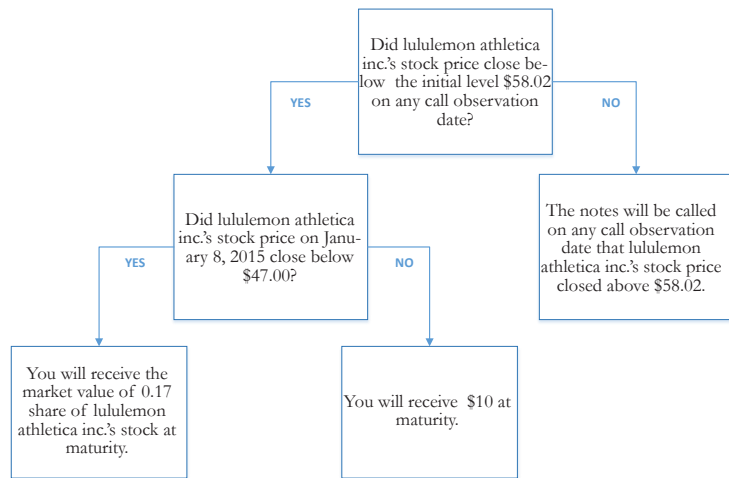 Did lululemon athletica
inc.'s stock price close be-
low the initial level $58.02
on any call observation
date?
YES
NO
Did lululemon athletica
inc.'s stock price on Janu-
ary 8, 2015 close below
$47.00?
The notes will be called
on any call observation
date that lululemon
athletica inc.'s stock price
closed above $58.02.
YES
NO
You will receive the
market value of 0.17
share of lululemon
athletica inc.'s stock at
maturity.
You will receive $10 at
maturity.